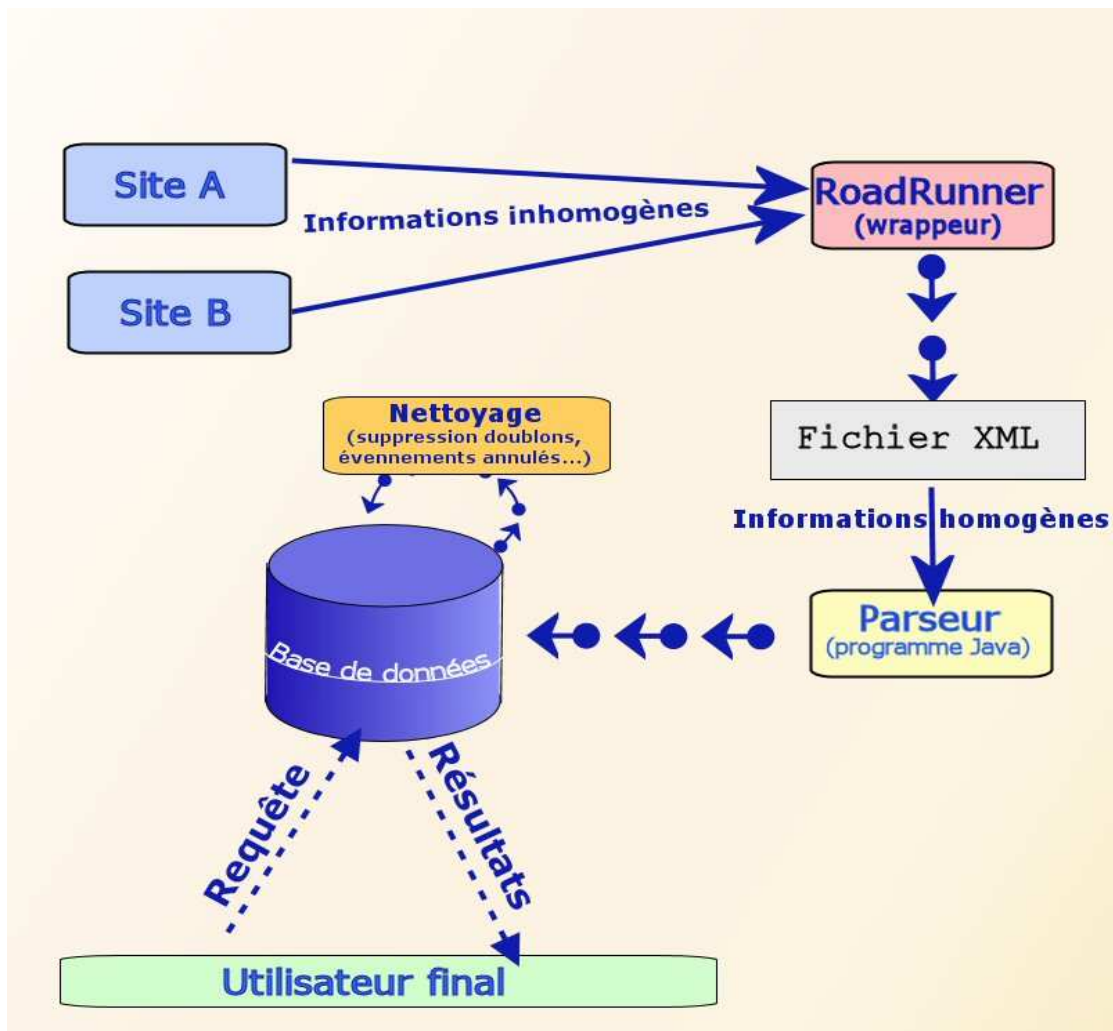 Site A
Informations inhomogènes
RoadRunner
(wrappeur)
Site B
Nettoyage
(suppression doublons,
évennements annulés...)
Fichier XML
Informations homogènes
Parseur
(programme Java)
Base de données
Requête
Résultats
Utilisateur final